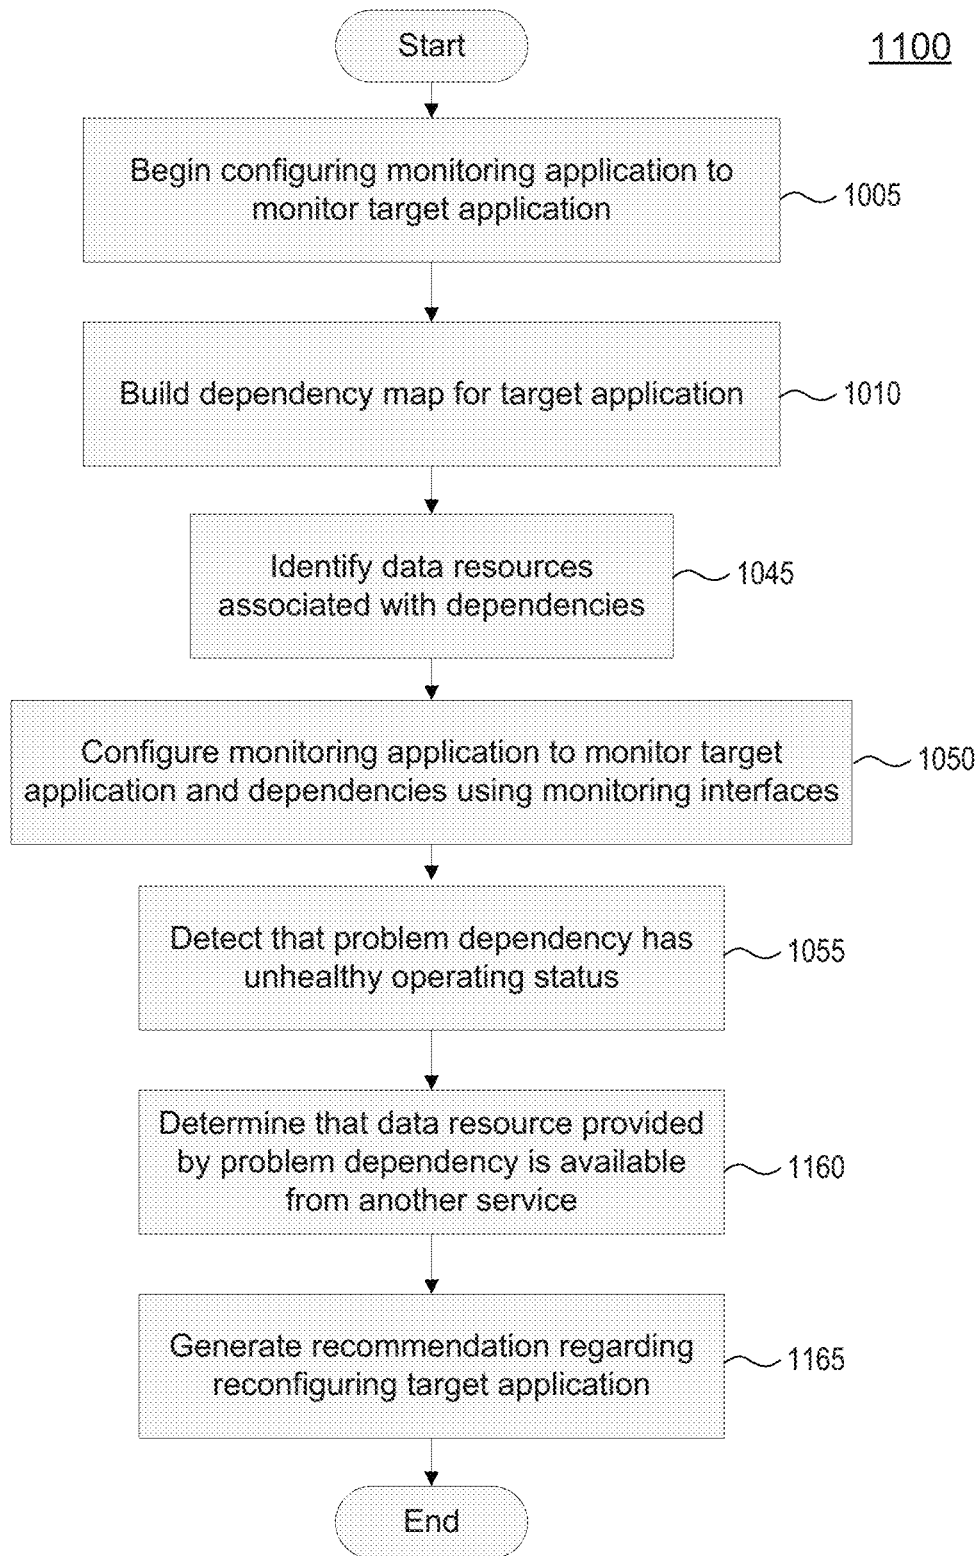 Start
1100
Begin configuring monitoring application to
monitor target application
1005
Build dependency map for target application
1010
Identify data resources
associated with dependencies
1045
Configure monitoring application to monitor target
application and dependencies using monitoring interfaces
1050
Detect that problem dependency has
unhealthy operating status
1055
Determine that data resource provided
by problem dependency is available
from another service
1160
Generate recommendation regarding
reconfiguring target application
1165
End